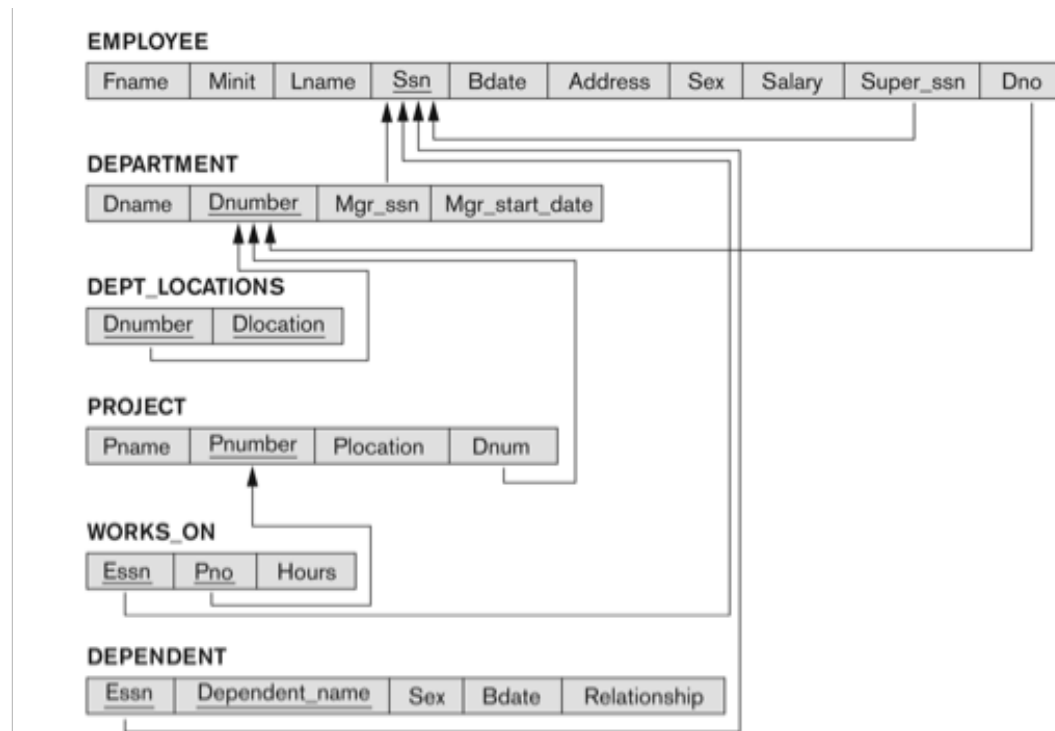 EMPLOYEE
Fname Minit Lname Ssn Bdate Address Sex Salary Super_ssn Dno
DEPARTMENT
Dname Dnumber Mgr_ssn Mgr_start_date
DEPT_LOCATIONS
Dnumber Dlocation
PROJECT
Pname Pnumber Plocation Dnum
WORKS_ON
Essn Pno Hours
DEPENDENT
Essn Dependent_name Sex Bdate Relationship